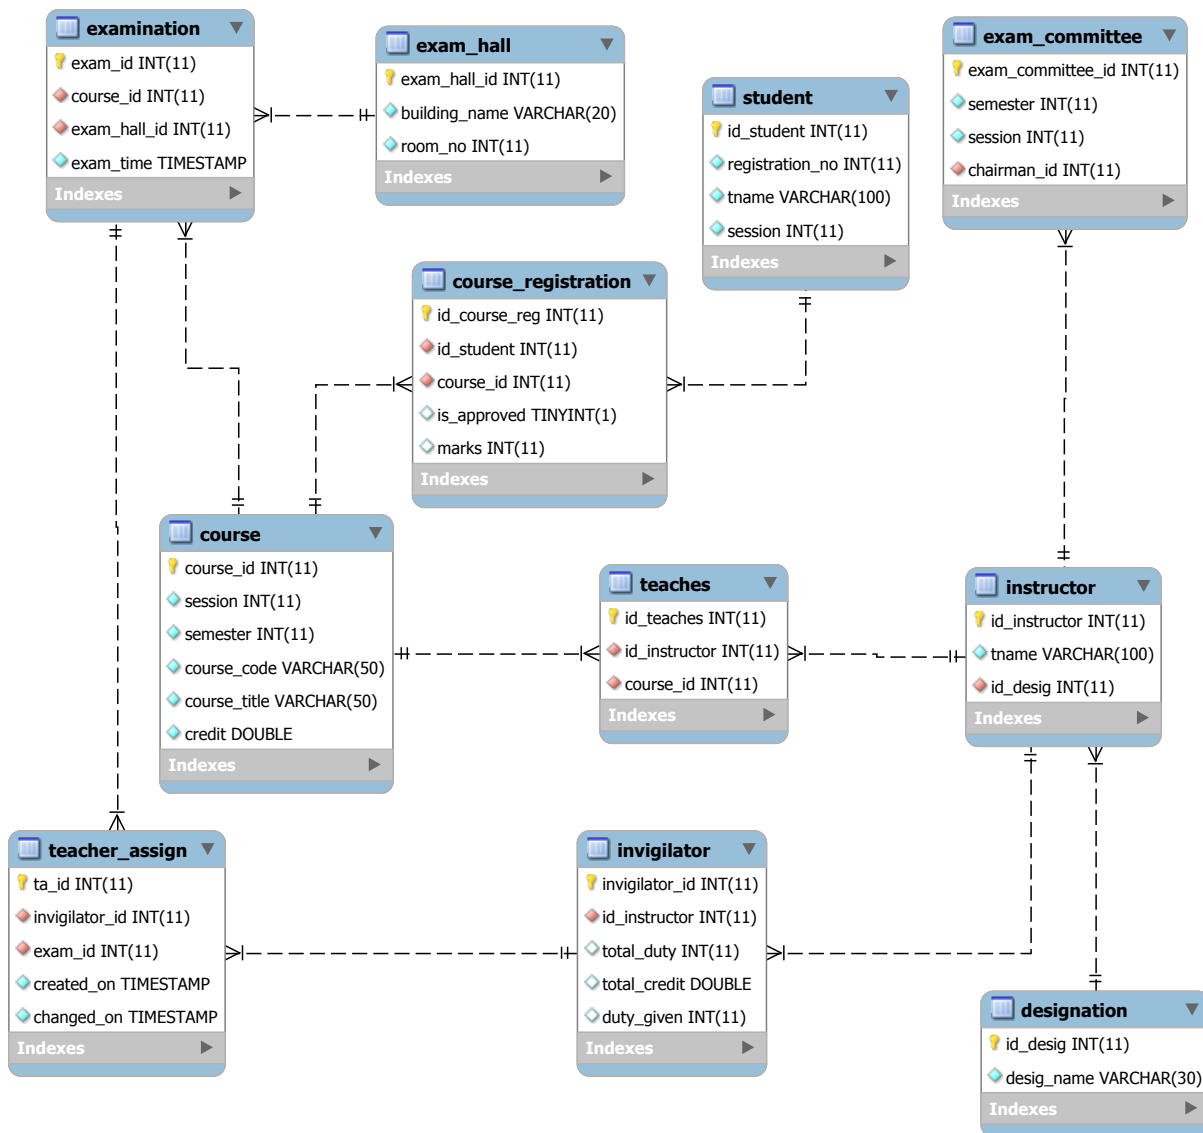 examination
exam_id INT(11)
course_id INT(11)
exam_hall_id INT(11)
exam_time TIMESTAMP
Indexes
exam_hall
exam_hall_id INT(11)
building_name VARCHAR(20)
room_no INT(11)
Indexes
student
id_student INT(11)
registration_no INT(11)
tname VARCHAR(100)
session INT(11)
Indexes
exam_committee
exam_committee_id INT(11)
semester INT(11)
session INT(11)
chairman_id INT(11)
Indexes
course_registration
id_course_reg INT(11)
id_student INT(11)
course_id INT(11)
is_approved TINYINT(1)
marks INT(11)
Indexes
course
course_id INT(11)
session INT(11)
semester INT(11)
course_code VARCHAR(50)
course_title VARCHAR(50)
credit DOUBLE
Indexes
teaches
id_teaches INT(11)
id_instructor INT(11)
course_id INT(11)
Indexes
instructor
id_instructor INT(11)
tname VARCHAR(100)
id_desig INT(11)
Indexes
teacher_assign
ta_id INT(11)
invigilator_id INT(11)
exam_id INT(11)
created_on TIMESTAMP
changed_on TIMESTAMP
Indexes
invigilator
invigilator_id INT(11)
id_instructor INT(11)
total_duty INT(11)
total_credit DOUBLE
duty_given INT(11)
Indexes
designation
id_desig INT(11)
desig_name VARCHAR(30)
Indexes